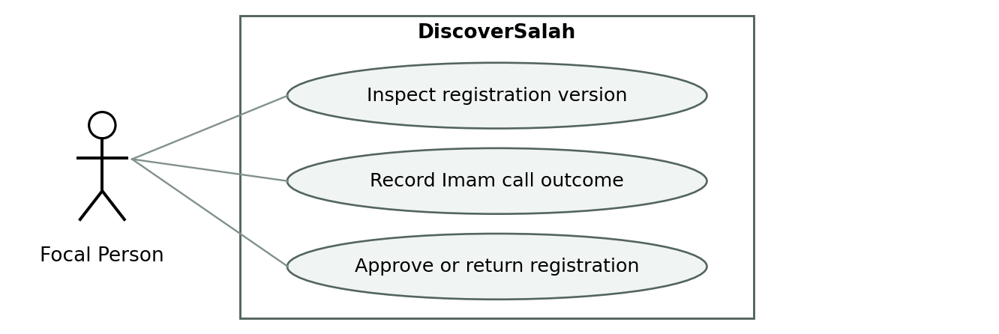 DiscoverSalah
Inspect registration version
Record Imam call outcome
Focal Person
Approve or return registration